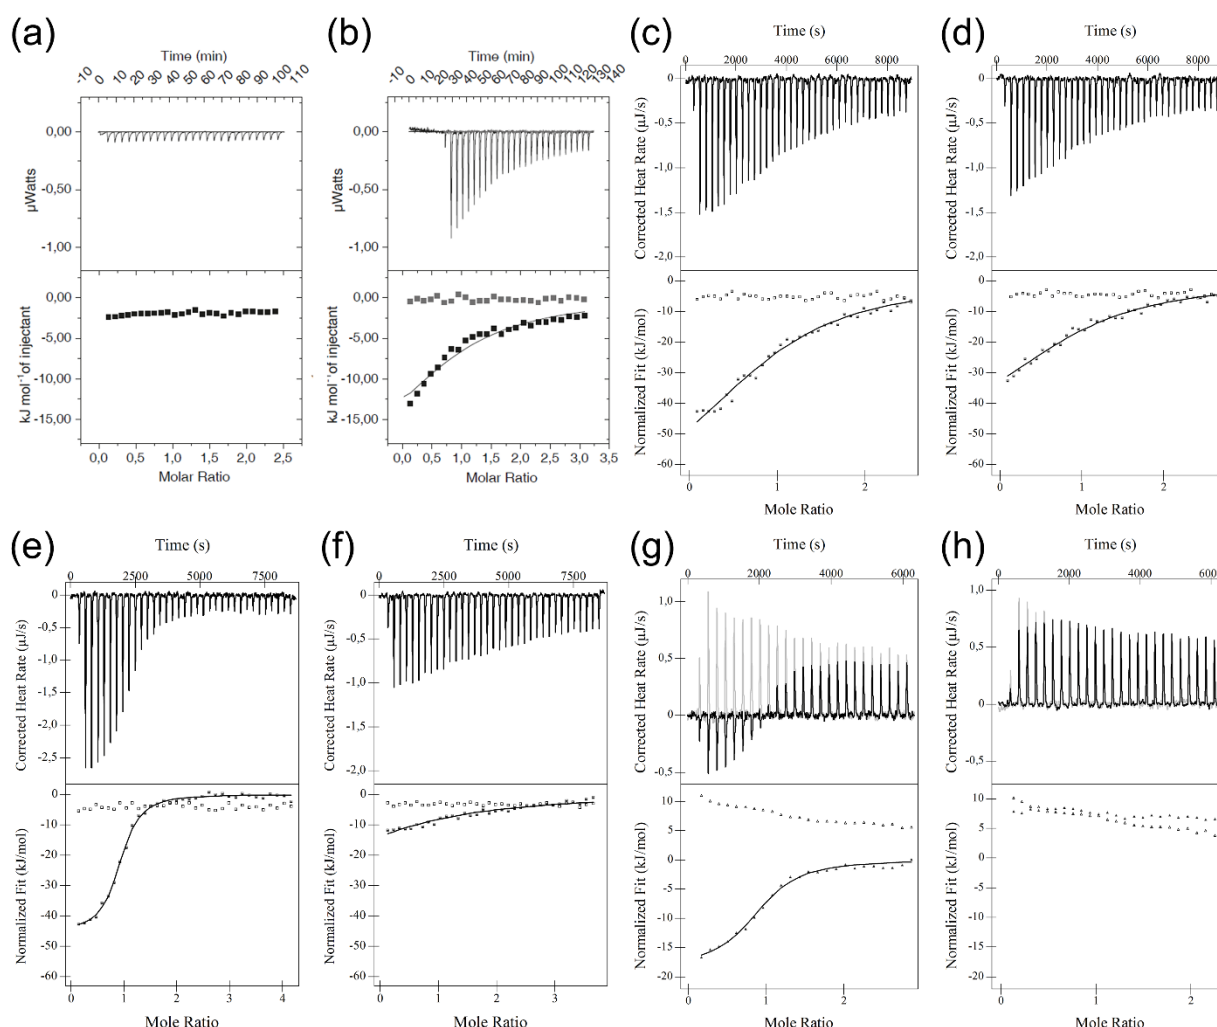 (a)
Time (min)
-10 0 10 20 30 40 50 60 70 80 90 100 110
0,00
-0,50
-1,00
µWatts
0,00
-5,00
-10,00
-15,00
kJ mol⁻¹ of injectant
0,0 0,5 1,0 1,5 2,0 2,5
Molar Ratio
(b)
Time (min)
-10 0 10 20 30 40 50 60 70 80 90 100 110 120 130 140
0,00
-0,50
-1,00
µWatts
0,00
-5,00
-10,00
-15,00
kJ mol⁻¹ of injectant
0,0 0,5 1,0 1,5 2,0 2,5 3,0 3,5
Molar Ratio
(c)
Time (s)
0 2000 4000 6000 8000
0
-0,5
-1,0
-1,5
-2,0
Corrected Heat Rate (µJ/s)
0
-10
-20
-30
-40
-50
-60
Normalized Fit (kJ/mol)
0 1 2
Mole Ratio
(d)
Time (s)
0 2000 4000 6000 8000
0
-0,5
-1,0
-1,5
-2,0
Corrected Heat Rate (µJ/s)
0
-10
-20
-30
-40
-50
-60
Normalized Fit (kJ/mol)
0 1 2
Mole Ratio
(e)
Time (s)
0 2500 5000 7500
0
-0,5
-1,0
-1,5
-2,0
-2,5
Corrected Heat Rate (µJ/s)
0
-10
-20
-30
-40
-50
-60
Normalized Fit (kJ/mol)
0 1 2 3 4
Mole Ratio
(f)
Time (s)
0 2500 5000 7500
0
-0,5
-1,0
-1,5
-2,0
Corrected Heat Rate (µJ/s)
0
-10
-20
-30
-40
-50
-60
Normalized Fit (kJ/mol)
0 1 2 3
Mole Ratio
(g)
Time (s)
0 2000 4000 6000
1,0
0,5
0
-0,5
Corrected Heat Rate (µJ/s)
10
5
0
-5
-10
-15
-20
Normalized Fit (kJ/mol)
0 1 2
Mole Ratio
(h)
Time (s)
0 2000 4000
1,0
0,5
0
-0,5
Corrected Heat Rate (µJ/s)
10
5
0
-5
-10
-15
-20
Normalized Fit (kJ/mol)
0 1 2
Mole Ratio